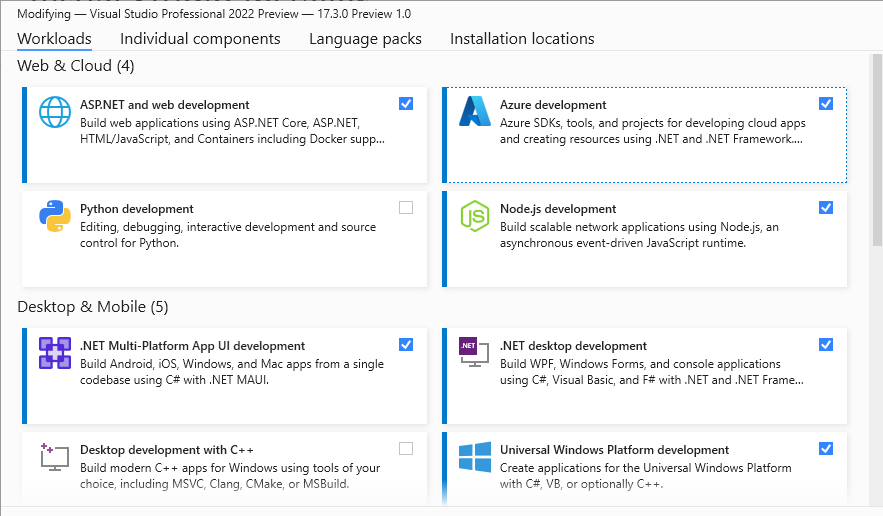 Modifying — Visual Studio Professional 2022 Preview — 17.3.0 Preview 1.0
Workloads Individual components Language packs Installation locations
Web & Cloud (4)
ASP.NET and web development
Build web applications using ASP.NET Core, ASP.NET,
HTML/JavaScript, and Containers including Docker supp...
Azure development
Azure SDKs, tools, and projects for developing cloud apps
and creating resources using .NET and .NET Framework....
Python development
Editing, debugging, interactive development and source
control for Python.
Node.js development
Build scalable network applications using Node.js, an
asynchronous event-driven JavaScript runtime.
Desktop & Mobile (5)
.NET Multi-Platform App UI development
Build Android, iOS, Windows, and Mac apps from a single
codebase using C# with .NET MAUI.
.NET
.NET desktop development
Build WPF, Windows Forms, and console applications
using C#, Visual Basic, and F# with .NET and .NET Frame...
Desktop development with C++
Build modern C++ apps for Windows using tools of your
choice, including MSVC, Clang, CMake, or MSBuild.
Universal Windows Platform development
Create applications for the Universal Windows Platform
with C#, VB, or optionally C++.